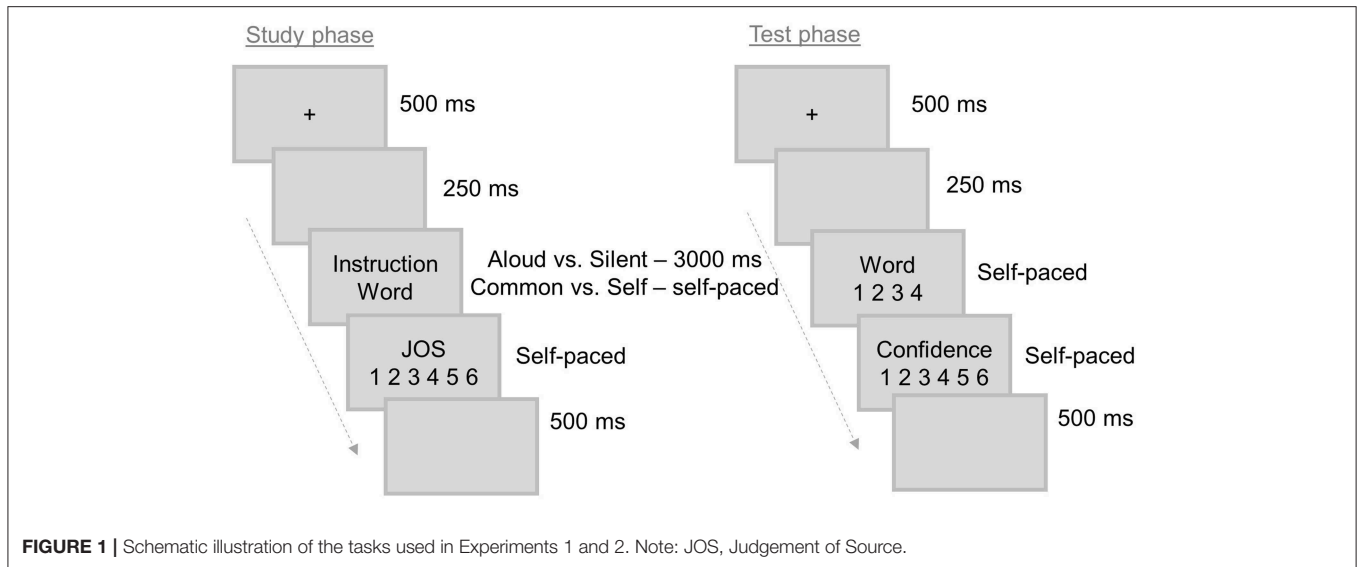 Study phase
+
500 ms
250 ms
Instruction
Word
Aloud vs. Silent – 3000 ms
Common vs. Self – self-paced
JOS
1 2 3 4 5 6
Self-paced
500 ms
Test phase
+
500 ms
250 ms
Word
1 2 3 4
Self-paced
Confidence
1 2 3 4 5 6
Self-paced
500 ms
FIGURE 1 | Schematic illustration of the tasks used in Experiments 1 and 2. Note: JOS, Judgement of Source.